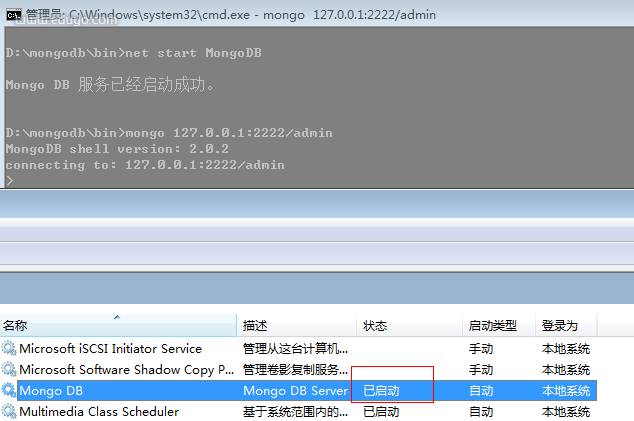 管理员: C:\Windows\system32\cmd.exe - mongo 127.0.0.1:2222/admin
D:\mongodb\bin>net start MongoDB
Mongo DB 服务已经启动成功。
D:\mongodb\bin>mongo 127.0.0.1:2222/admin
MongoDB shell version: 2.0.2
connecting to: 127.0.0.1:2222/admin
>
名称 描述 状态 启动类型 登录为
Microsoft iSCSI Initiator Service 管理从这台计算机... 手动 本地系统
Microsoft Software Shadow Copy P... 管理卷影复制服务... 手动 本地系统
Mongo DB Mongo DB Server 已启动 自动 本地系统
Multimedia Class Scheduler 基于系统范围内的... 已启动 自动 本地系统